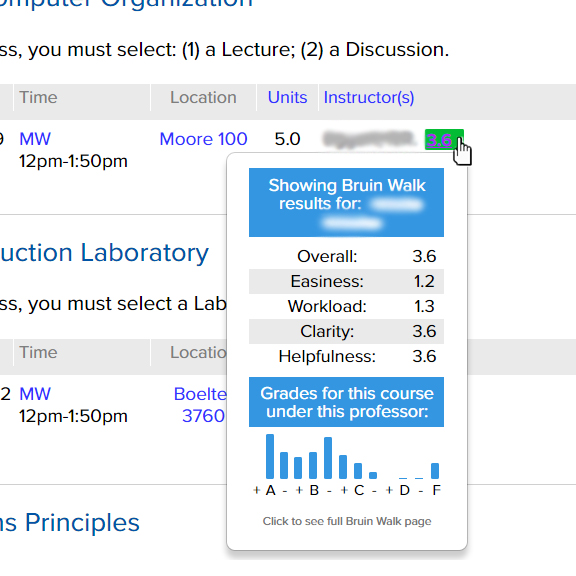 omputer Organization
ss, you must select: (1) a Lecture; (2) a Discussion.
Time Location Units Instructor(s)
9 MW Moore 100 5.0 3.6
12pm-1:50pm
Showing Bruin Walk
results for:
Overall: 3.6
Easiness: 1.2
Workload: 1.3
Clarity: 3.6
Helpfulness: 3.6
Grades for this course
under this professor:
+ A - + B - + C - + D - F
Click to see full Bruin Walk page
uction Laboratory
ss, you must select a Lab
Time Locatio
2 MW Boelte
12pm-1:50pm 3760
ns Principles